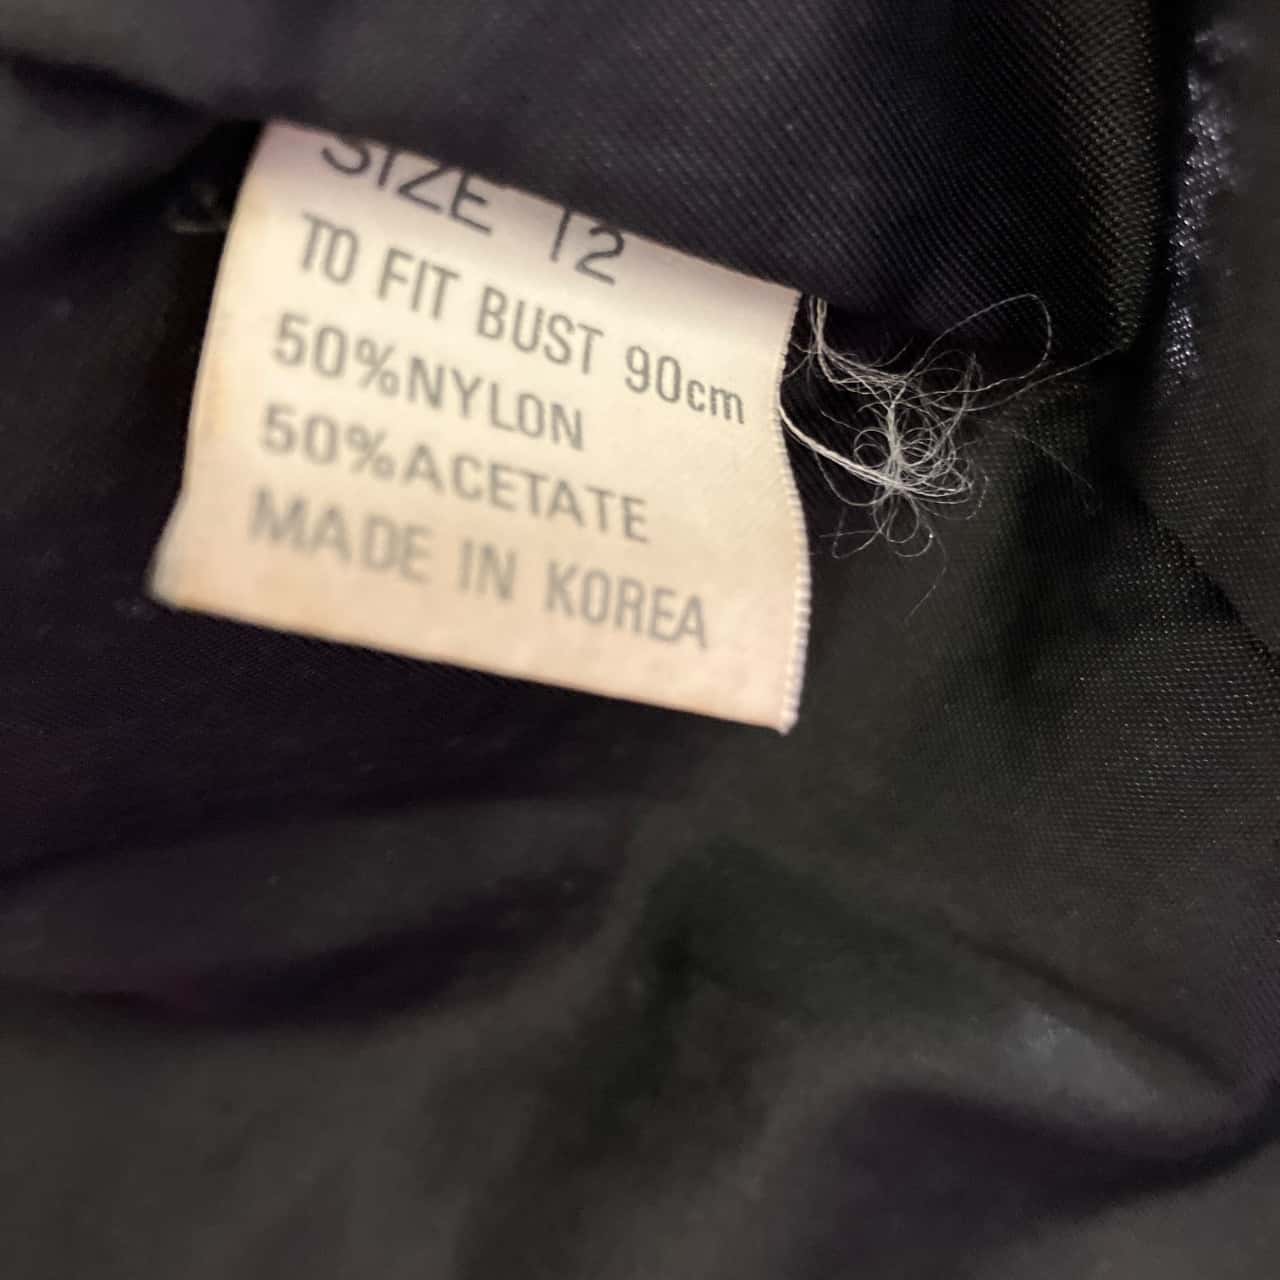 SIZE 12
TO FIT BUST 90cm
50%NYLON
50%ACETATE
MADE IN KOREA